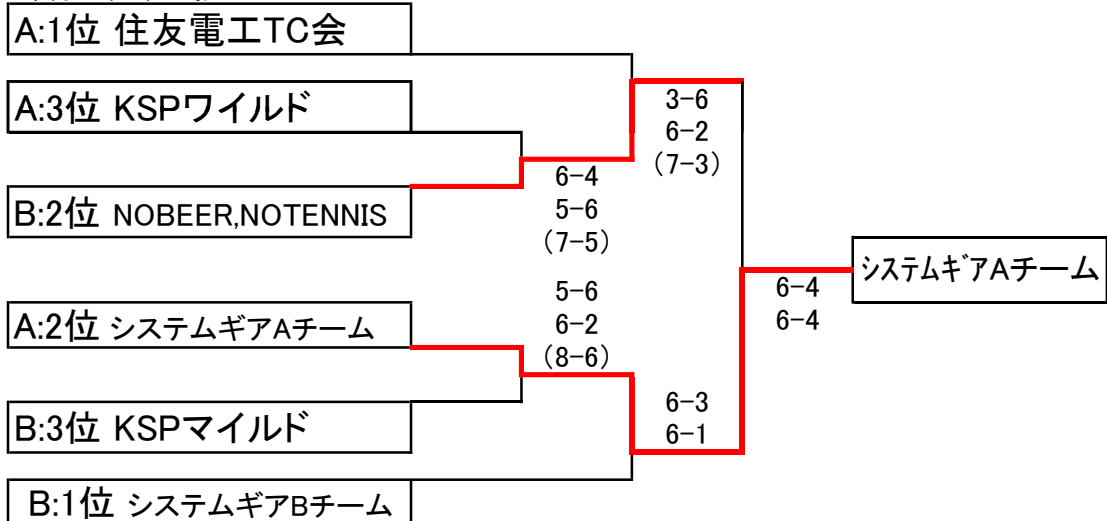 A:1位 住友電工TC会
A:3位 KSPワイルド
3-6
6-2
(7-3)
6-4
5-6
(7-5)
B:2位 NOBEER,NOTENNIS
システムギアAチーム
6-4
6-4
5-6
6-2
(8-6)
A:2位 システムギアAチーム
6-3
6-1
B:3位 KSPマイルド
B:1位 システムギアBチーム